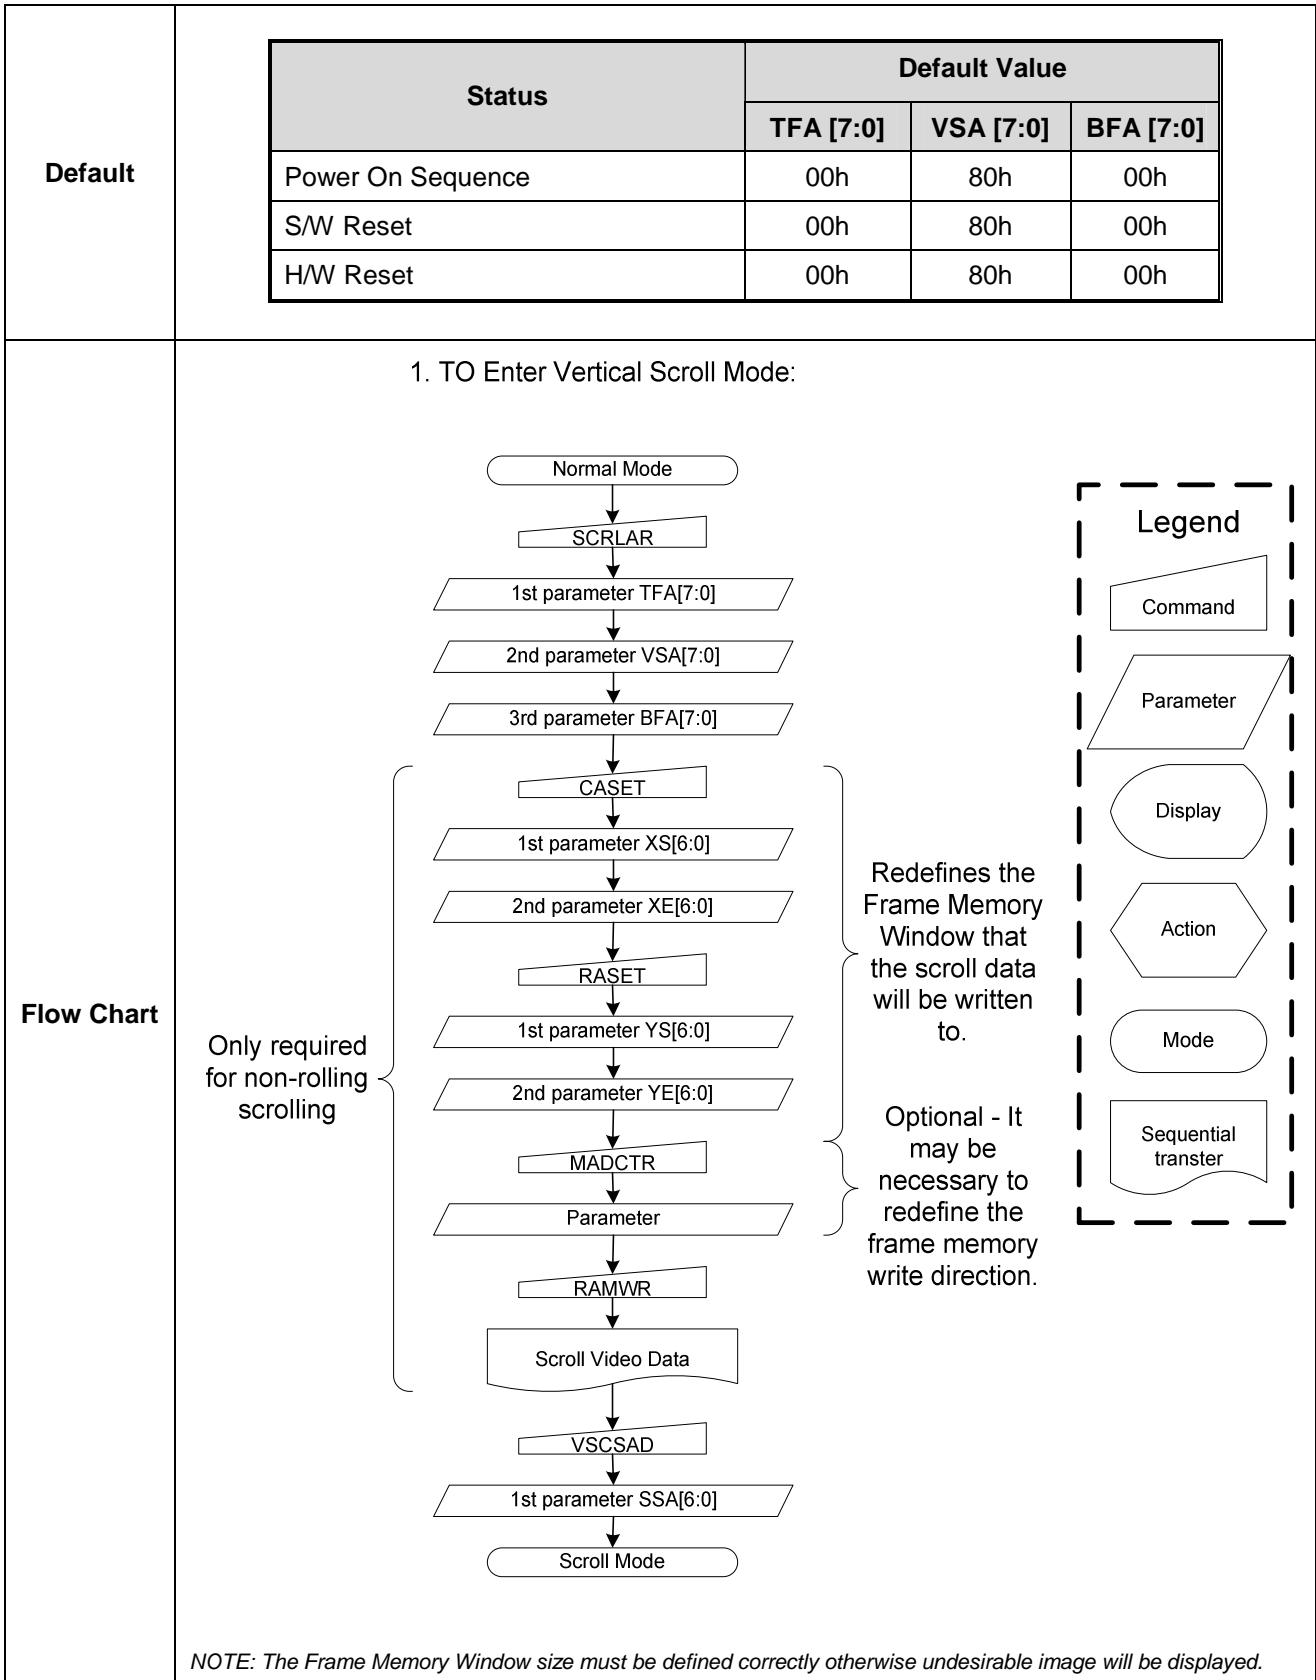 Default
Status
Default Value
TFA [7:0] VSA [7:0] BFA [7:0]
Power On Sequence 00h 80h 00h
S/W Reset 00h 80h 00h
H/W Reset 00h 80h 00h
Flow Chart
1. TO Enter Vertical Scroll Mode:
Normal Mode
SCRLAR
1st parameter TFA[7:0]
2nd parameter VSA[7:0]
3rd parameter BFA[7:0]
CASET
1st parameter XS[6:0]
2nd parameter XE[6:0]
RASET
1st parameter YS[6:0]
2nd parameter YE[6:0]
MADCTR
Parameter
RAMWR
Scroll Video Data
VSCSAD
1st parameter SSA[6:0]
Scroll Mode
Only required
for non-rolling
scrolling
Redefines the
Frame Memory
Window that
the scroll data
will be written
to.
Optional - It
may be
necessary to
redefine the
frame memory
write direction.
Legend
Command
Parameter
Display
Action
Mode
Sequential
transter
NOTE: The Frame Memory Window size must be defined correctly otherwise undesirable image will be displayed.